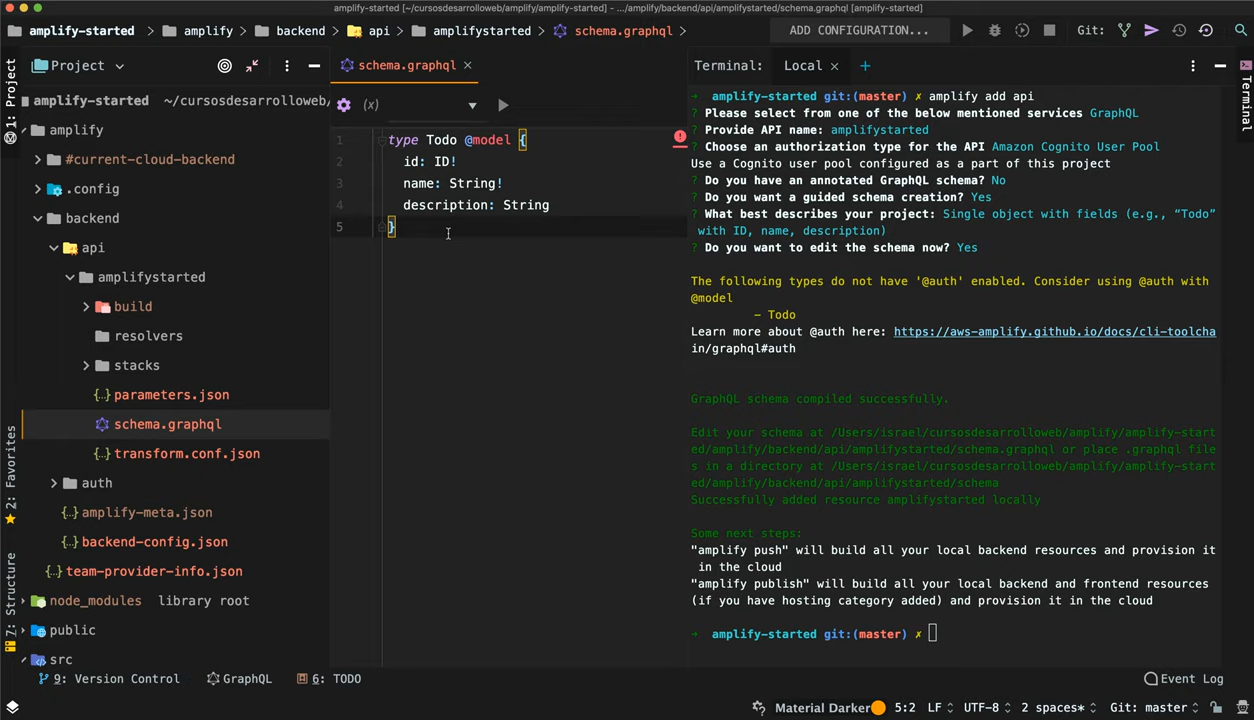 amplify-started [~/cursosdesarrolloweb/amplify/amplify-started] - .../amplify/backend/api/amplifystarted/schema.graphql [amplify-started]
amplify-started
amplify
backend
api
amplifystarted
schema.graphql
ADD CONFIGURATION...
Git:
Project
schema.graphql
Terminal:
Local
1: Project
Terminal
amplify-started ~/cursosdesarrolloweb/
amplify
#current-cloud-backend
.config
backend
api
amplifystarted
build
resolvers
stacks
parameters.json
schema.graphql
transform.conf.json
auth
amplify-meta.json
backend-config.json
team-provider-info.json
node_modules library root
public
src
2: Favorites
7: Structure
(x)
1 type Todo @model {
2 id: ID!
3 name: String!
4 description: String
5 }
→ amplify-started git:(master) ✗ amplify add api
? Please select from one of the below mentioned services GraphQL
? Provide API name: amplifystarted
? Choose an authorization type for the API Amazon Cognito User Pool
Use a Cognito user pool configured as a part of this project
? Do you have an annotated GraphQL schema? No
? Do you want a guided schema creation? Yes
? What best describes your project: Single object with fields (e.g., “Todo”
with ID, name, description)
? Do you want to edit the schema now? Yes
The following types do not have '@auth' enabled. Consider using @auth with
@model
- Todo
Learn more about @auth here: https://aws-amplify.github.io/docs/cli-toolcha
in/graphql#auth
GraphQL schema compiled successfully.
Edit your schema at /Users/israel/cursosdesarrolloweb/amplify/amplify-start
ed/amplify/backend/api/amplifystarted/schema.graphql or place .graphql file
s in a directory at /Users/israel/cursosdesarrolloweb/amplify/amplify-start
ed/amplify/backend/api/amplifystarted/schema
Successfully added resource amplifystarted locally
Some next steps:
"amplify push" will build all your local backend resources and provision it
in the cloud
"amplify publish" will build all your local backend and frontend resources
(if you have hosting category added) and provision it in the cloud
→ amplify-started git:(master) ✗
9: Version Control
GraphQL
6: TODO
Event Log
Material Darker
5:2 LF UTF-8 2 spaces* Git: master